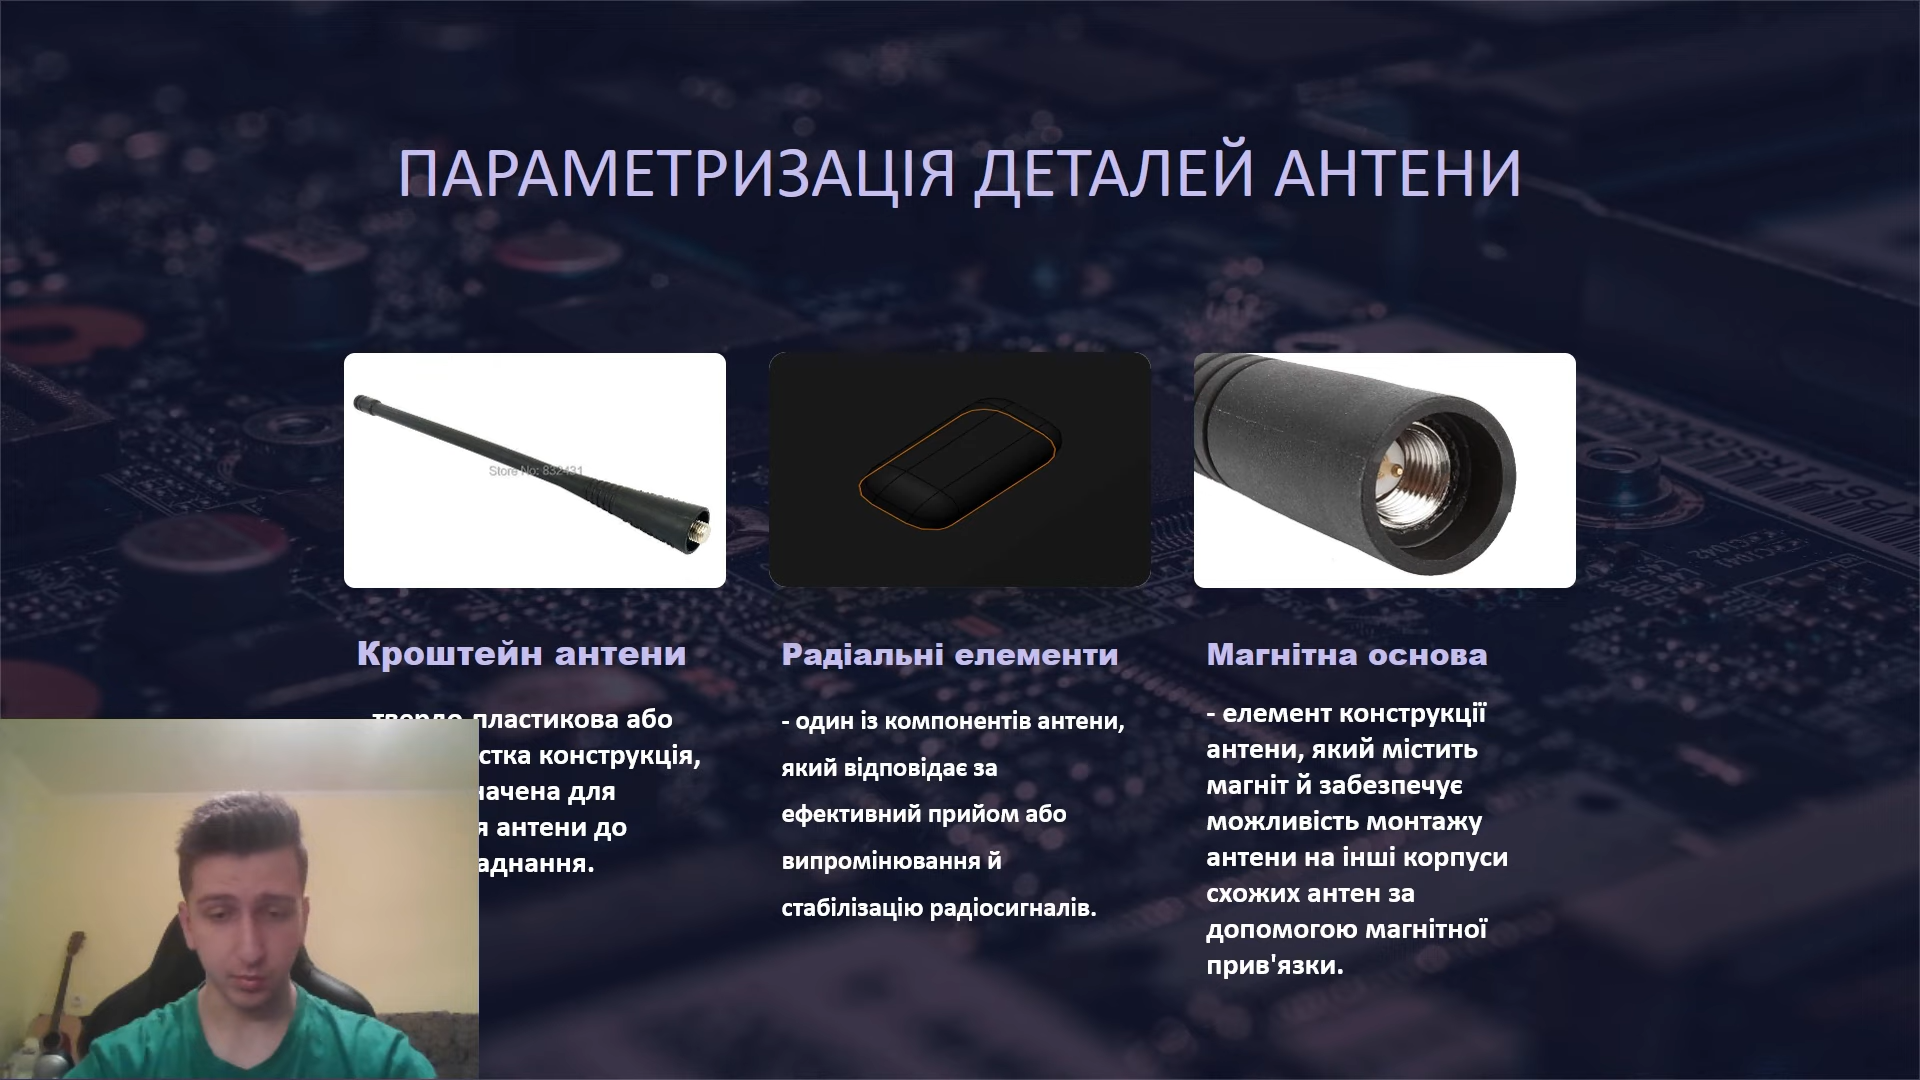 ПАРАМЕТРИЗАЦІЯ ДЕТАЛЕЙ АНТЕНИ
Store No: 832431
Кроштейн антени
пластикова або
стка конструкція,
начена для
я антени до
аднання.
Радіальні елементи
- один із компонентів антени,
який відповідає за
ефективний прийом або
випромінювання й
стабілізацію радіосигналів.
Магнітна основа
- елемент конструкції
антени, який містить
магніт й забезпечує
можливість монтажу
антени на інші корпуси
схожих антен за
допомогою магнітної
прив'язки.